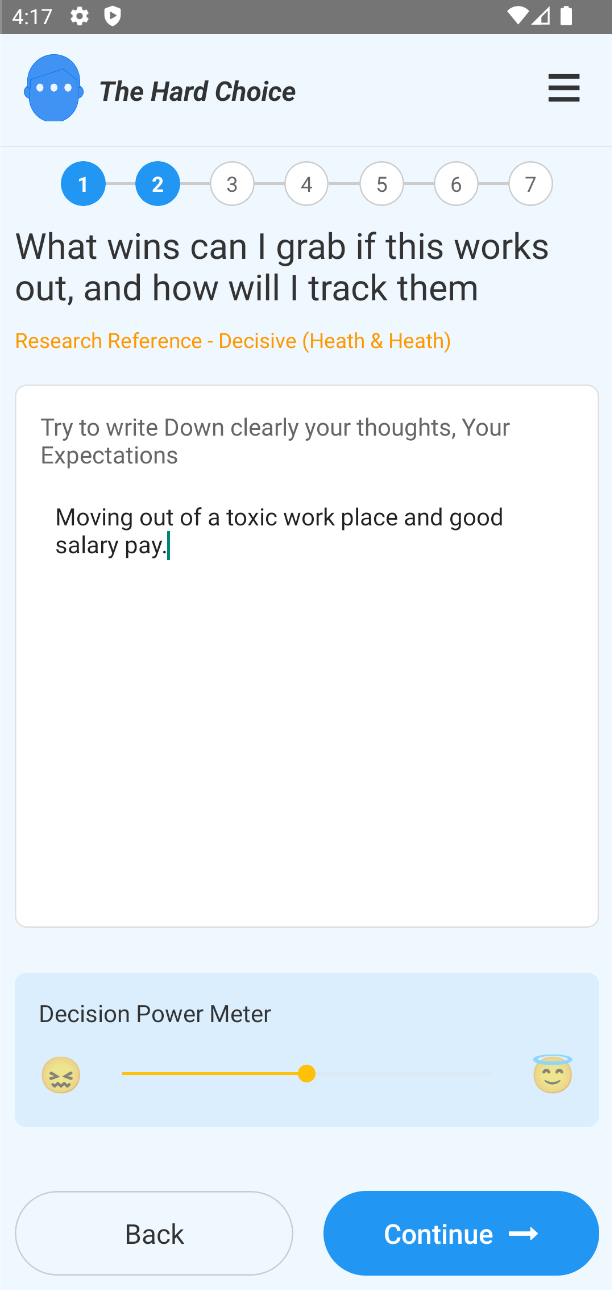 4:17
The Hard Choice
1 2 3 4 5 6 7
What wins can I grab if this works
out, and how will I track them
Research Reference - Decisive (Heath & Heath)
Try to write Down clearly your thoughts, Your
Expectations
Moving out of a toxic work place and good
salary pay.
Decision Power Meter
Back
Continue